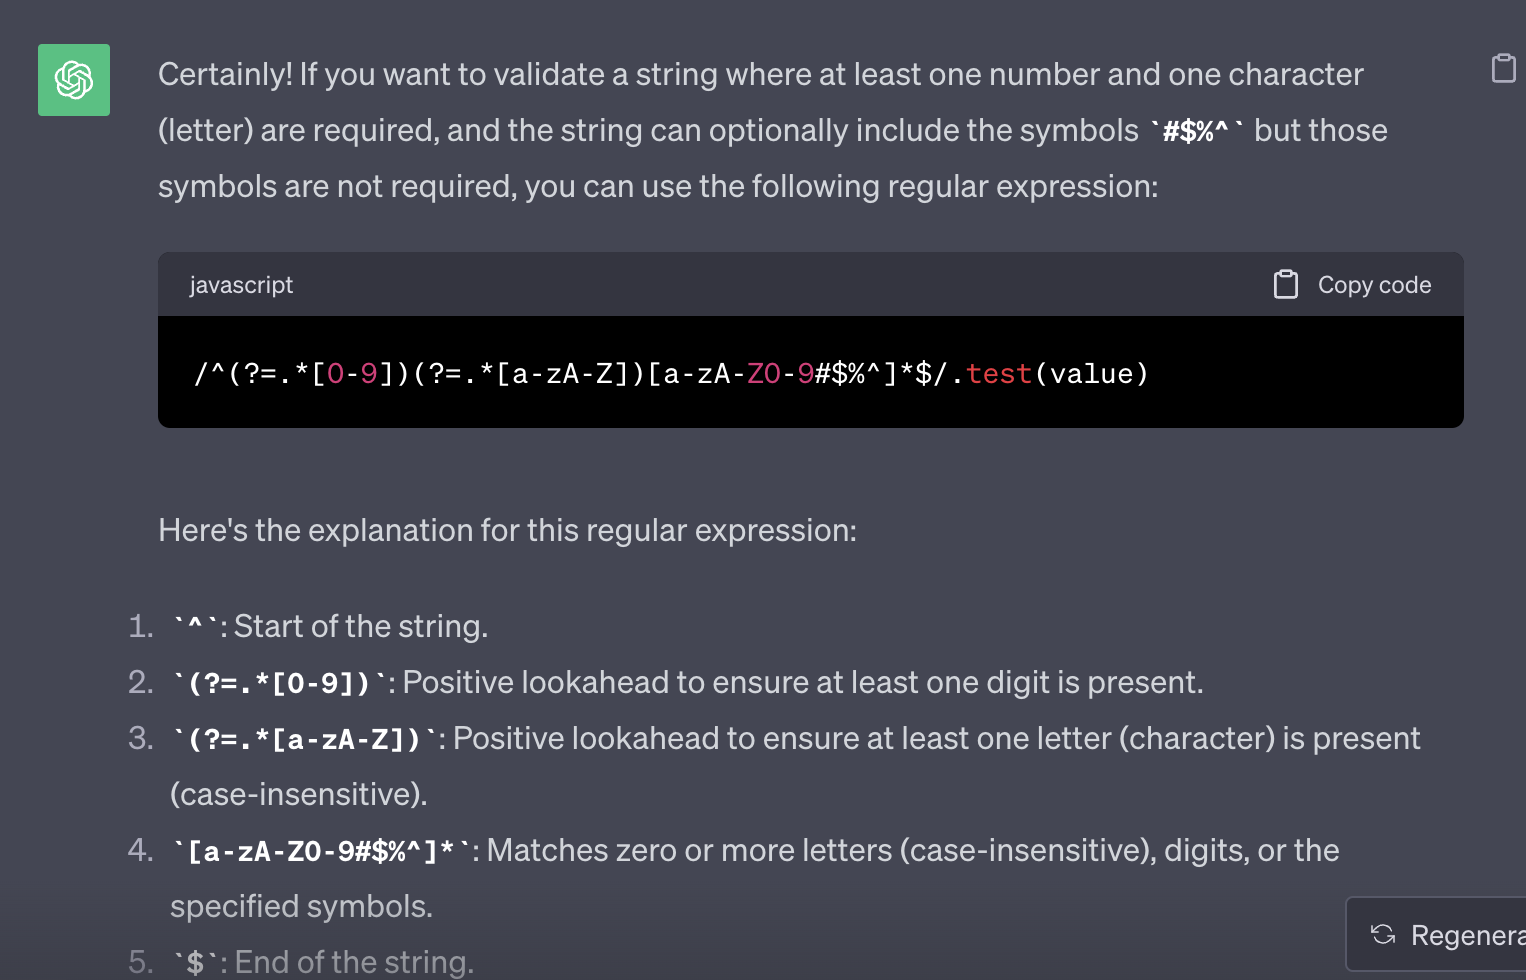 Certainly! If you want to validate a string where at least one number and one character
(letter) are required, and the string can optionally include the symbols `#$%^` but those
symbols are not required, you can use the following regular expression:
javascript
Copy code
/^(?=.*[0-9])(?=.*[a-zA-Z])[a-zA-Z0-9#$%^]*$/.test(value)
Here's the explanation for this regular expression:
1. `^`: Start of the string.
2. `(?=.*[0-9])`: Positive lookahead to ensure at least one digit is present.
3. `(?=.*[a-zA-Z])`: Positive lookahead to ensure at least one letter (character) is present
(case-insensitive).
4. `[a-zA-Z0-9#$%^]*`: Matches zero or more letters (case-insensitive), digits, or the
specified symbols.
Regenera
5. `$`: End of the string.